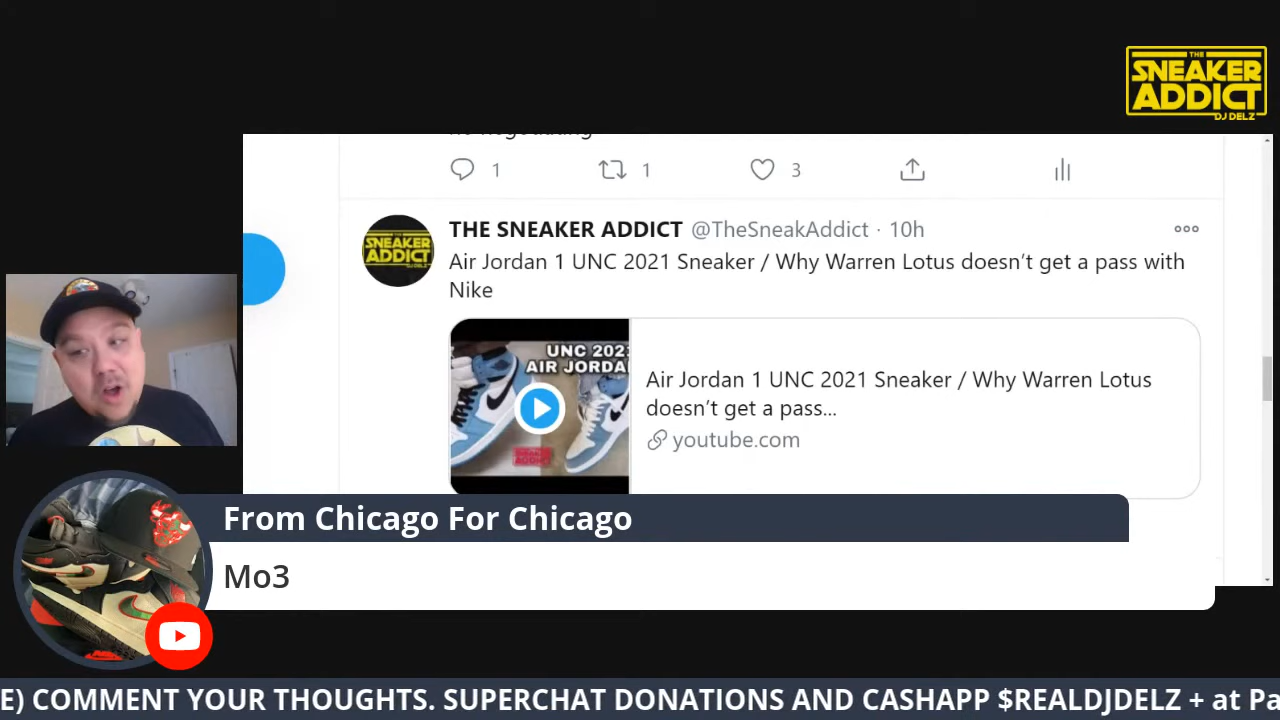 THE
SNEAKER
ADDICT
DJ DELZ
no negotiating
1
1
3
THE SNEAKER ADDICT @TheSneakAddict · 10h
Air Jordan 1 UNC 2021 Sneaker / Why Warren Lotus doesn't get a pass with
Nike
UNC 202
AIR JORDA
Air Jordan 1 UNC 2021 Sneaker / Why Warren Lotus
doesn't get a pass...
youtube.com
From Chicago For Chicago
Mo3
E) COMMENT YOUR THOUGHTS. SUPERCHAT DONATIONS AND CASHAPP $REALDJDELZ + at Pa